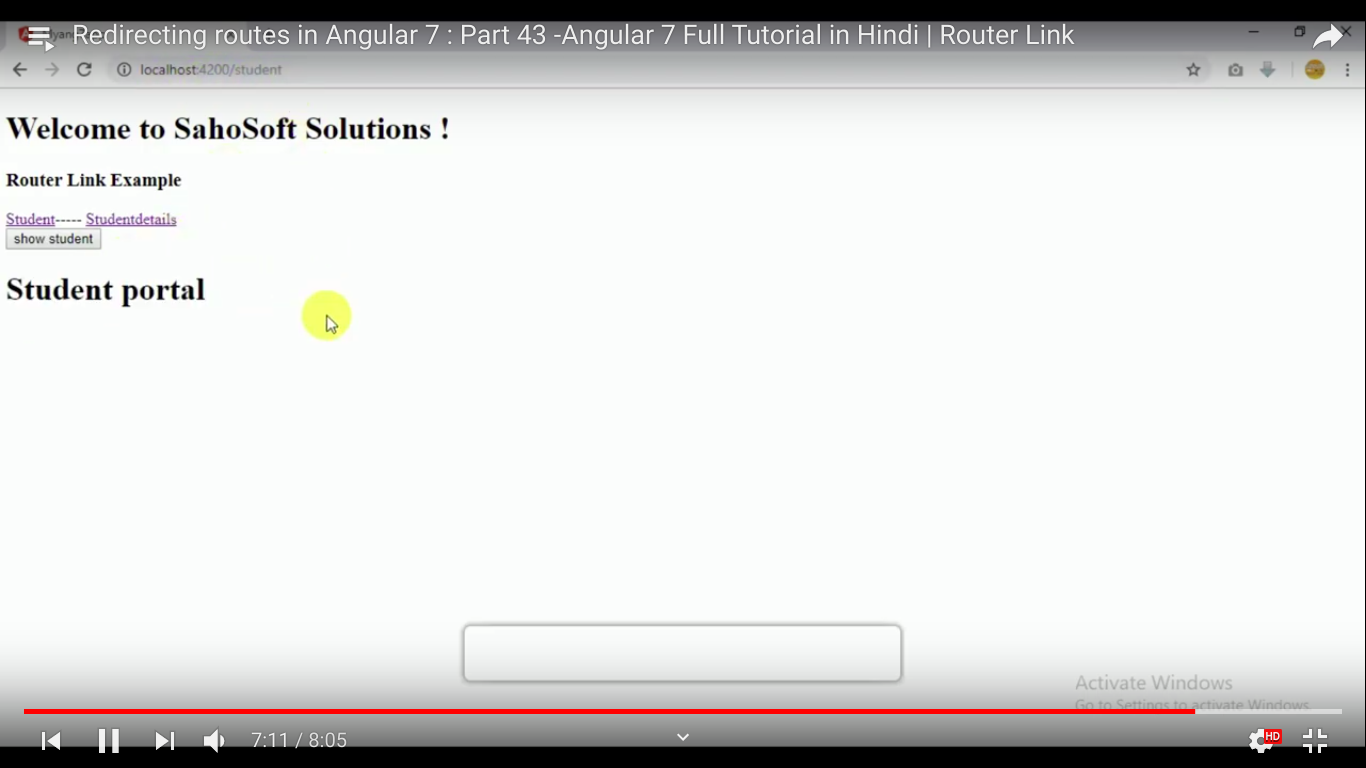 Redirecting routes in Angular 7 : Part 43 -Angular 7 Full Tutorial in Hindi | Router Link
localhost:4200/student
Welcome to SahoSoft Solutions !
Router Link Example
Student----- Studentdetails
show student
Student portal
Activate Windows
Go to Settings to activate Windows.
7:11 / 8:05
HD